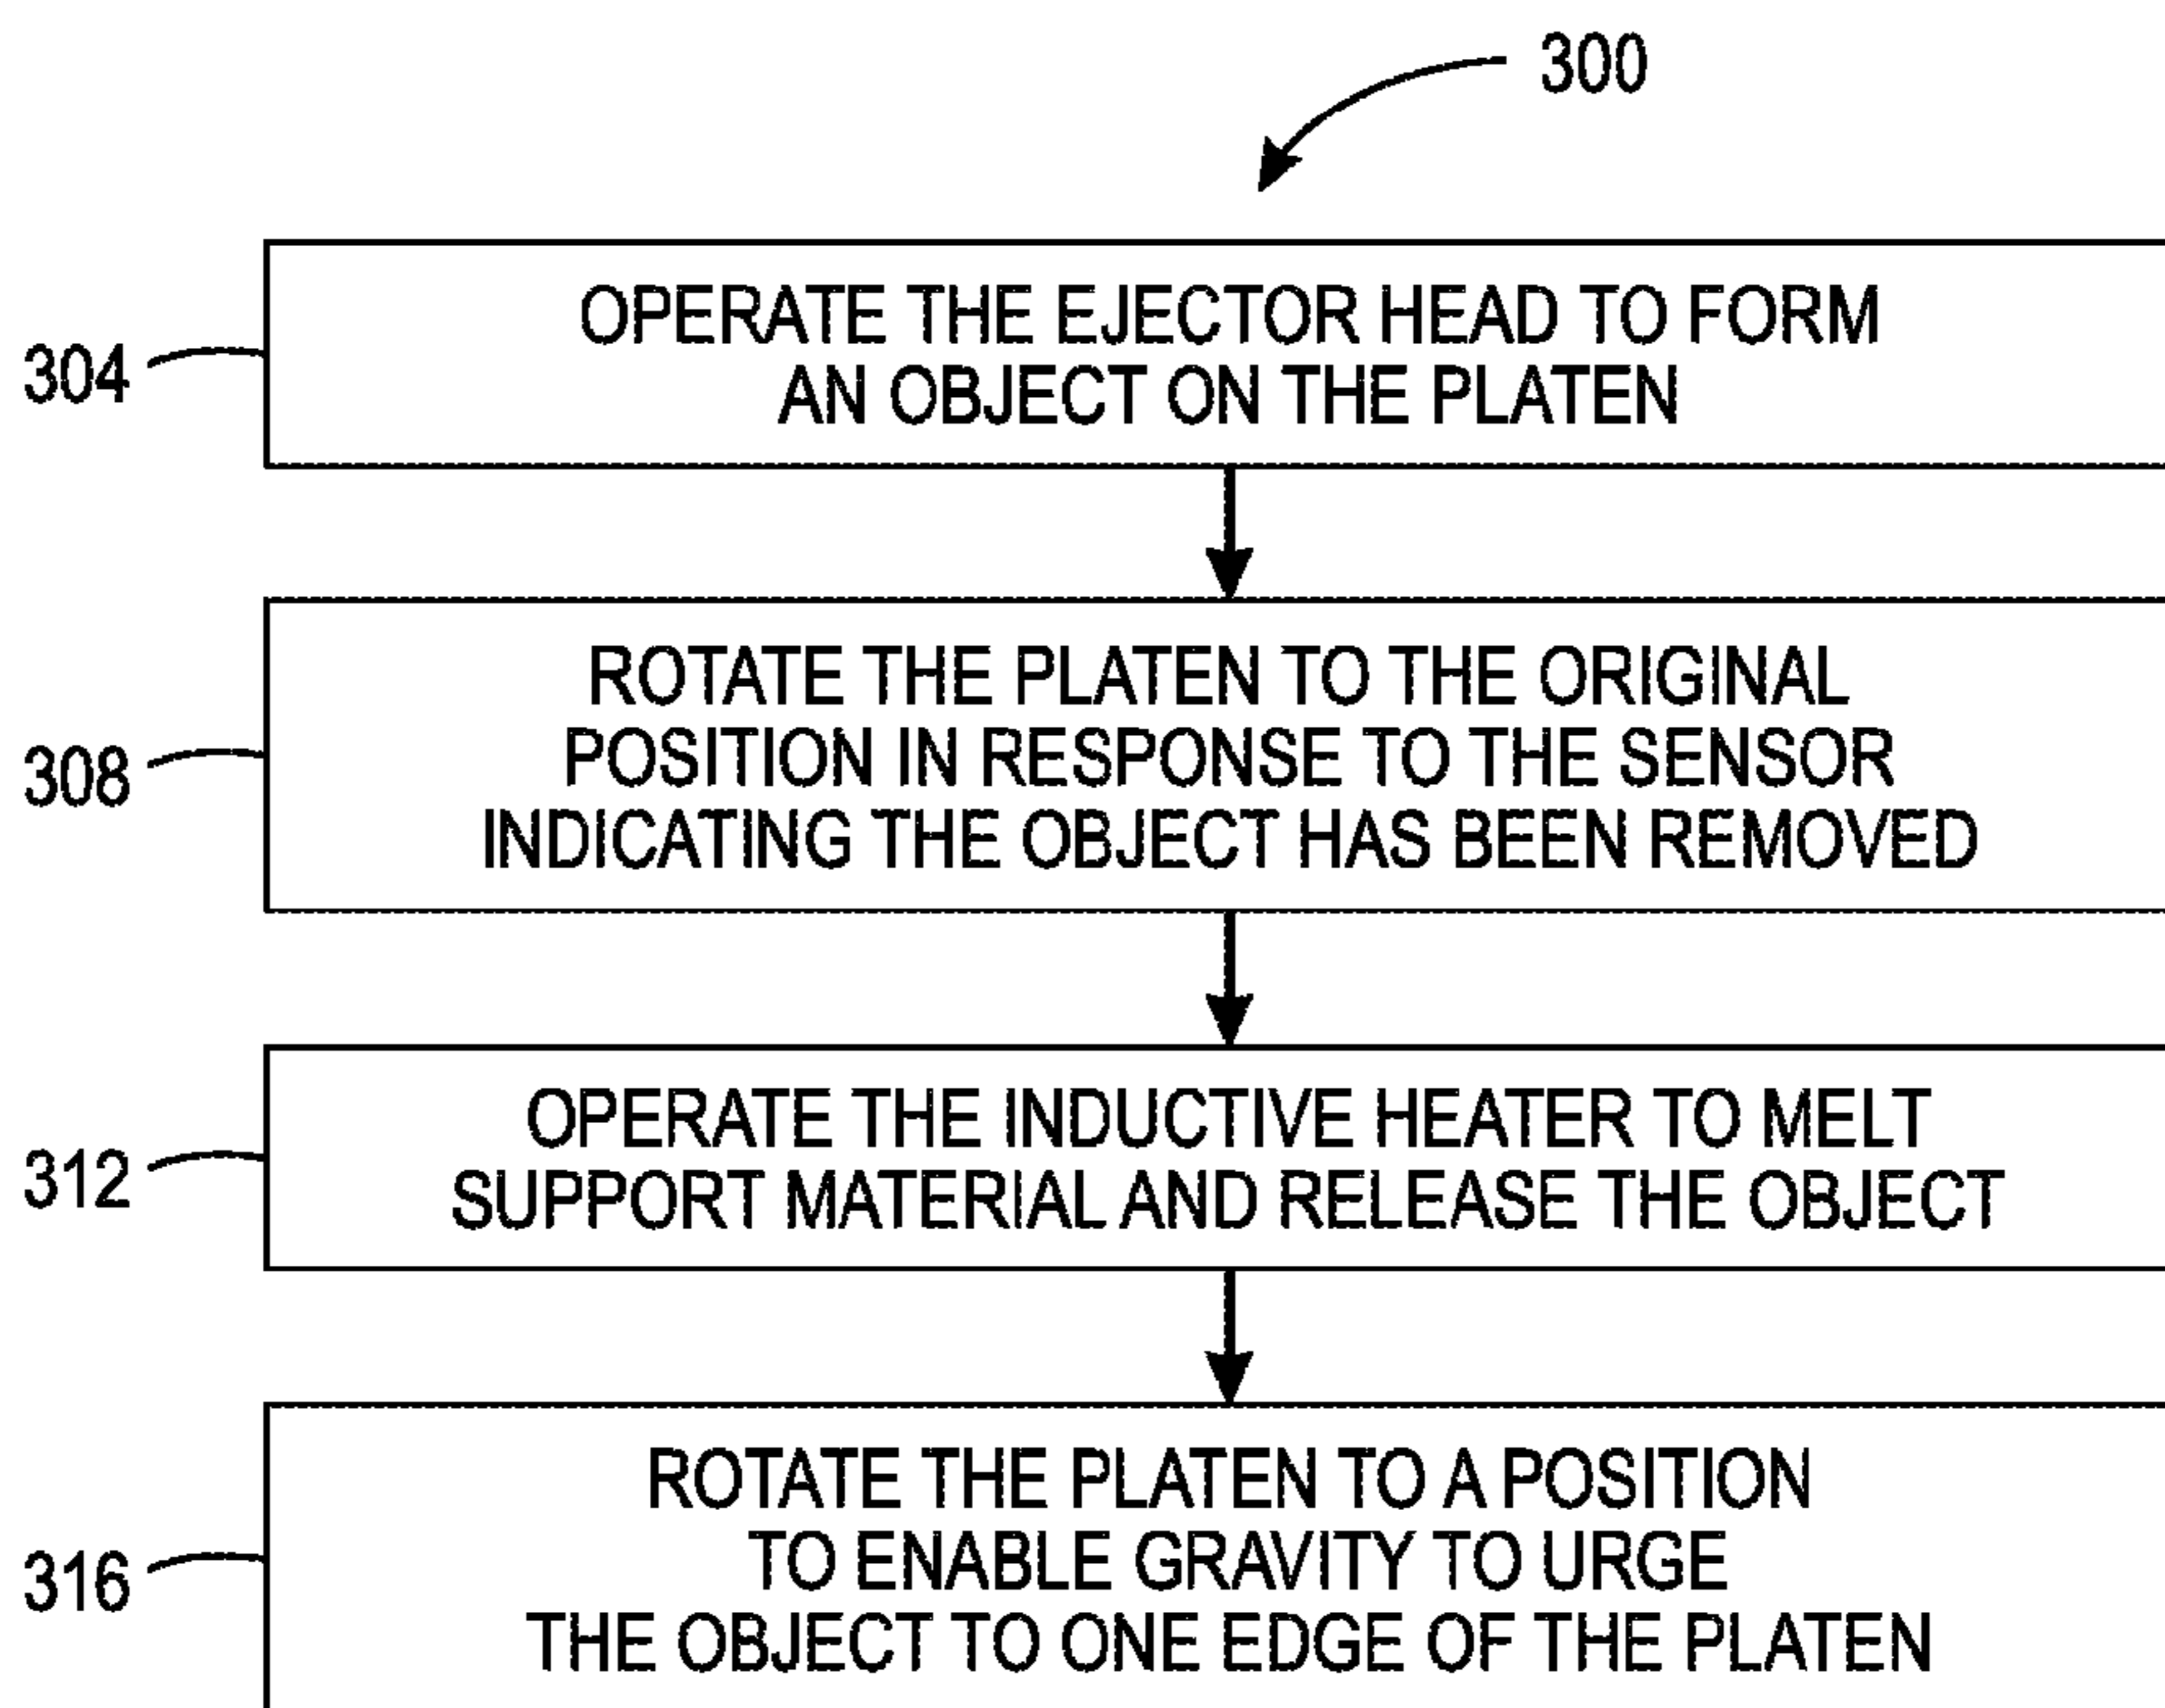 300
304
OPERATE THE EJECTOR HEAD TO FORM
AN OBJECT ON THE PLATEN
308
ROTATE THE PLATEN TO THE ORIGINAL
POSITION IN RESPONSE TO THE SENSOR
INDICATING THE OBJECT HAS BEEN REMOVED
312
OPERATE THE INDUCTIVE HEATER TO MELT
SUPPORT MATERIAL AND RELEASE THE OBJECT
316
ROTATE THE PLATEN TO A POSITION
TO ENABLE GRAVITY TO URGE
THE OBJECT TO ONE EDGE OF THE PLATEN